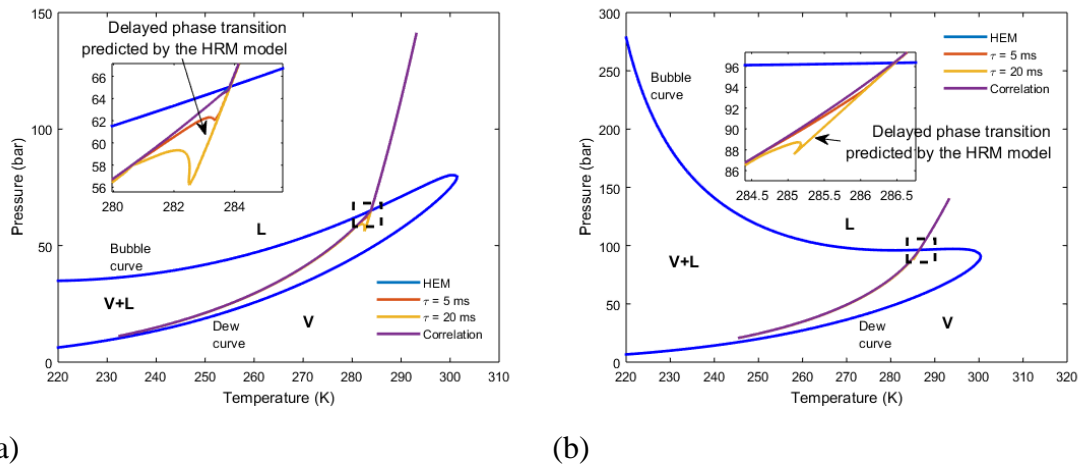 150
100
50
0
Pressure (bar)
220 230 240 250 260 270 280 290 300 310
Temperature (K)
Delayed phase transition
predicted by the HRM model
66
64
62
60
58
56
280 282 284
L
Bubble
curve
V+L
V
Dew
curve
HEM
τ = 5 ms
τ = 20 ms
Correlation
a)
300
250
200
150
100
50
0
Pressure (bar)
220 230 240 250 260 270 280 290 300 310 320
Temperature (K)
HEM
τ = 5 ms
τ = 20 ms
Correlation
Bubble
curve
96
94
92
90
88
86
284.5 285 285.5 286 286.5
Delayed phase transition
predicted by the HRM model
L
V+L
V
Dew
curve
(b)